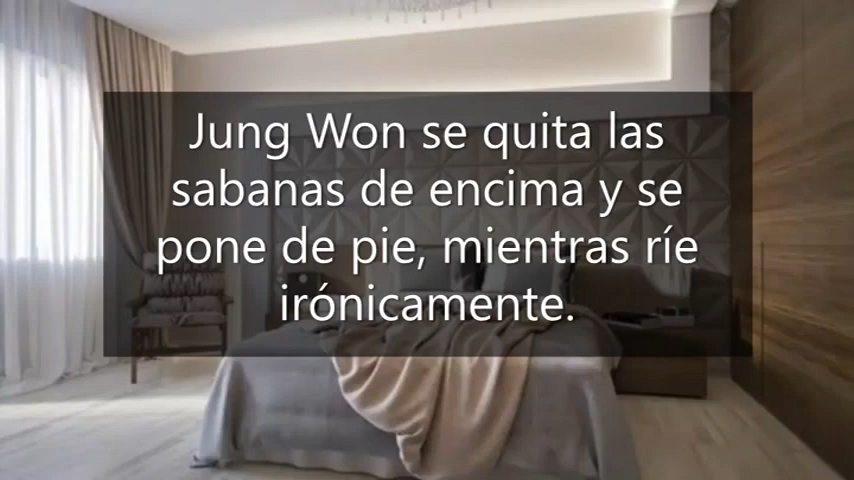 Jung Won se quita las
sabanas de encima y se
pone de pie, mientras ríe
irónicamente.